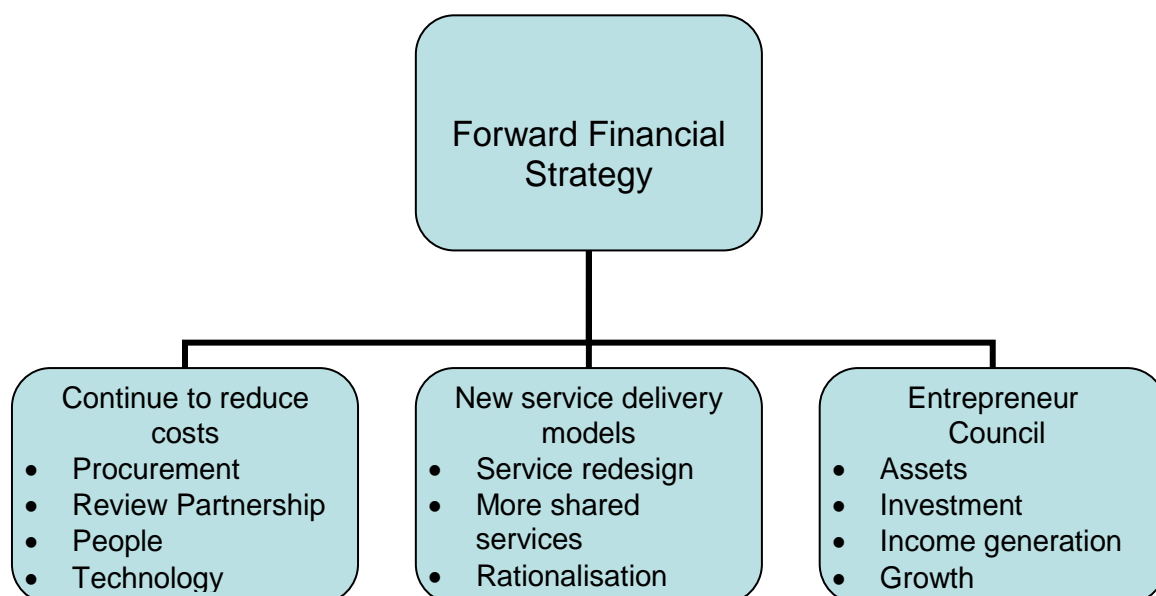 Forward Financial
Strategy
Continue to reduce
costs
• Procurement
• Review Partnership
• People
• Technology
New service delivery
models
• Service redesign
• More shared
services
• Rationalisation
Entrepreneur
Council
• Assets
• Investment
• Income generation
• Growth